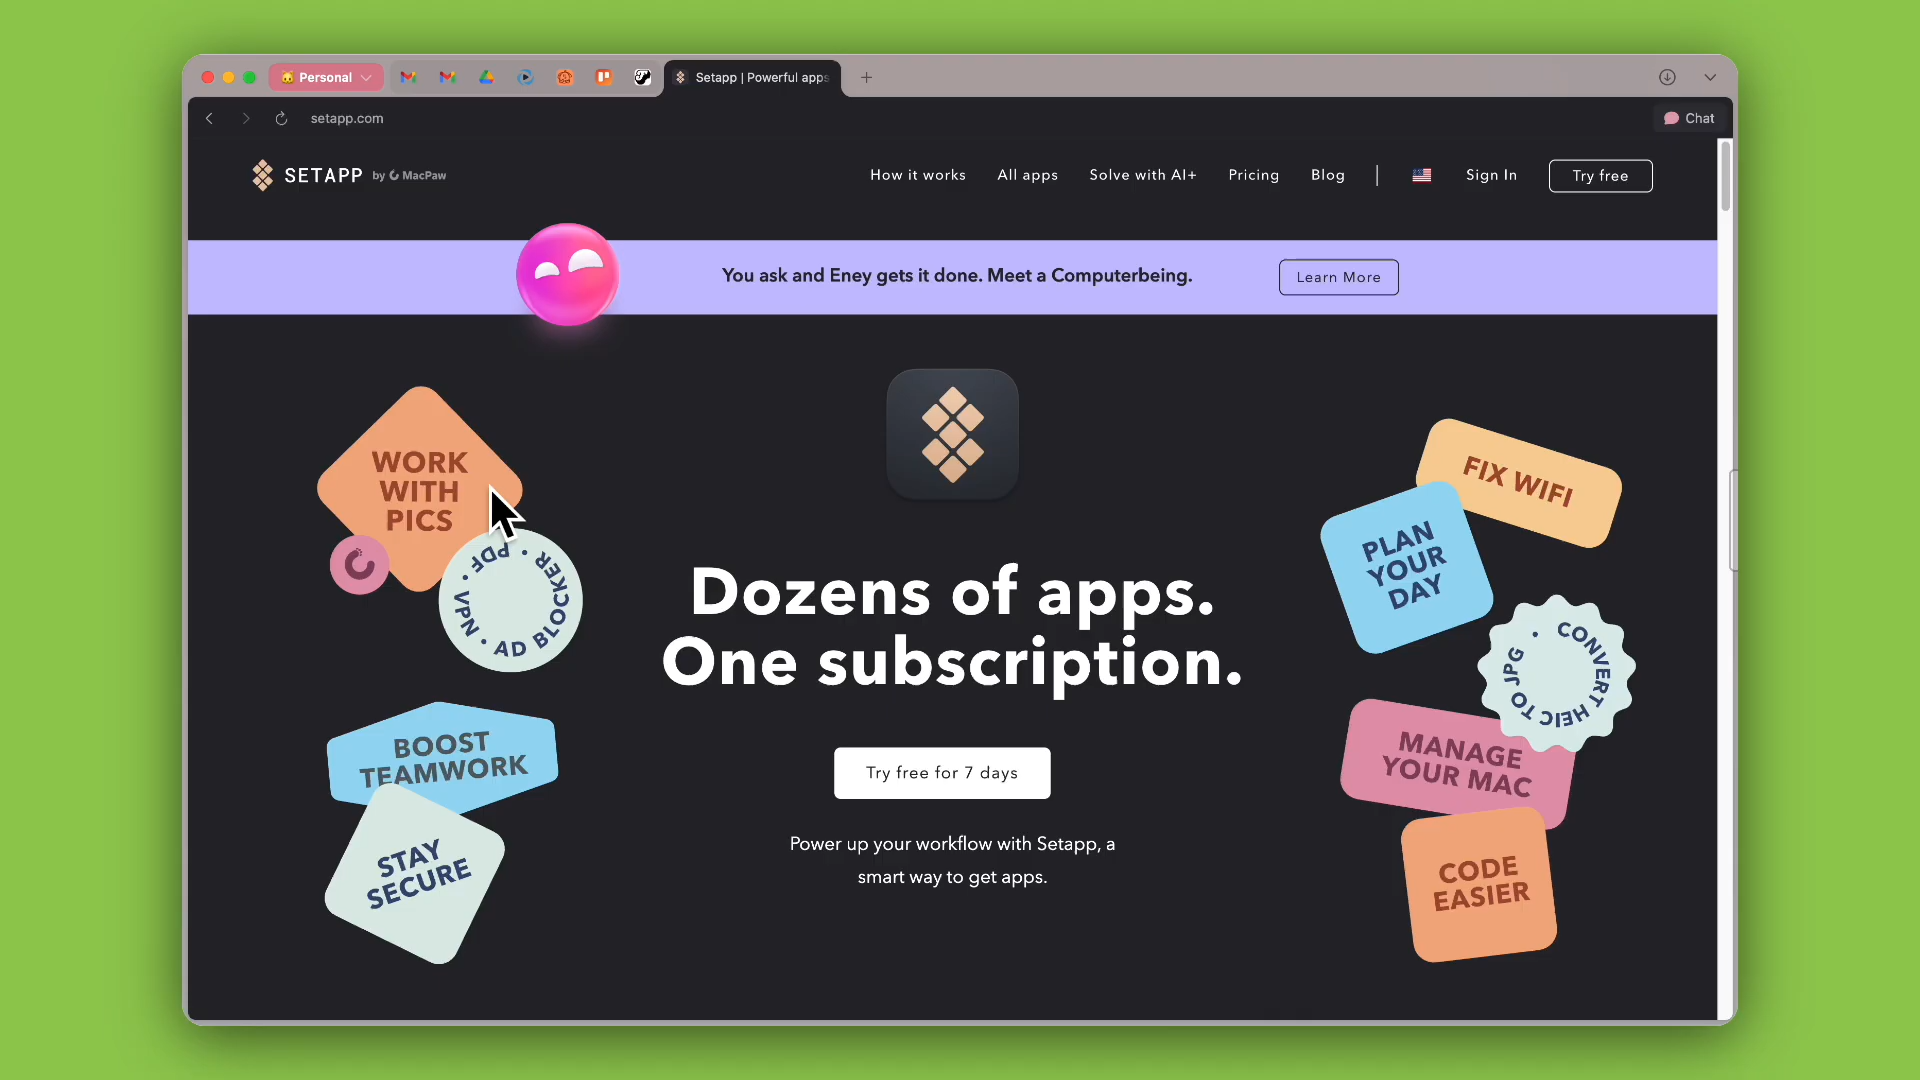 Personal
Setapp | Powerful apps
setapp.com
Chat
SETAPP by MacPaw
How it works
All apps
Solve with AI+
Pricing
Blog
Sign In
Try free
You ask and Eney gets it done. Meet a Computerbeing.
Learn More
WORK
WITH
PICS
PDF • AD BLOCKER • VPN •
BOOST
TEAMWORK
STAY
SECURE
Dozens of apps.
One subscription.
Try free for 7 days
Power up your workflow with Setapp, a
smart way to get apps.
FIX WIFI
PLAN
YOUR
DAY
CONVERT HEIC TO JPG •
MANAGE
YOUR MAC
CODE
EASIER